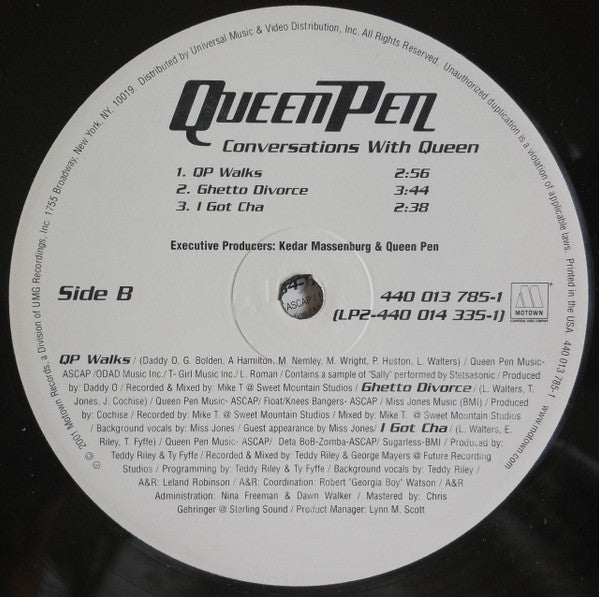 QUEEN PEN
Conversations With Queen
1. QP Walks 2:56
2. Ghetto Divorce 3:44
3. I Got Cha 2:38
Executive Producers: Kedar Massenburg & Queen Pen
Side B
440 013 785-1
(LP2-440 014 335-1)
MOTOWN
-ASCAP /
QP Walks / (Daddy O, G. Bolden, A Hamilton, M. Nemley, M. Wright, P. Huston, L. Walters) / Queen Pen Music-
ASCAP /ODAD Music Inc./ T- Girl Music Inc./ L. Roman / Contains a sample of "Sally" performed by Stetsasonic / Produced
by: Daddy O / Recorded & Mixed by: Mike T @ Sweet Mountain Studios / Ghetto Divorce / (L. Walters, T.
Jones, J. Cochise) / Queen Pen Music- ASCAP/ Float/Knees Bangers- ASCAP / Miss Jones Music (BMI) / Produced
by: Cochise / Recorded by: Mike T. @ Sweet Mountain Studios / Mixed by: Mike T. @ Sweet Mountain Studios /
Background vocals by: Miss Jones / Guest appearance by Miss Jones/ I Got Cha / (L. Walters, E.
Riley, T. Fyffe) / Queen Pen Music- ASCAP/ Deta BoB-Zomba-ASCAP/ Sugarless-BMI / Produced by:
Teddy Riley & Ty Fyffe / Recorded & Mixed by: Teddy Riley & George Mayers @ Future Recording
Studios / Programming by: Teddy Riley & Ty Fyffe / Background vocals by: Teddy Riley /
A&R: Leland Robinson / A&R: Coordination: Robert "Georgia Boy" Watson / A&R
Administration: Nina Freeman & Dawn Walker / Mastered by: Chris
Gehringer @ Sterling Sound / Product Manager: Lynn M. Scott
℗ © 2001 Motown Records, a Division of UMG Recordings, Inc. 1755 Broadway, New York, NY, 10019. Distributed by Universal Music & Video Distribution, Inc. All Rights Reserved. Unauthorized duplication is a violation of applicable laws. Printed in the USA. 440 013 785-1 www.motown.com